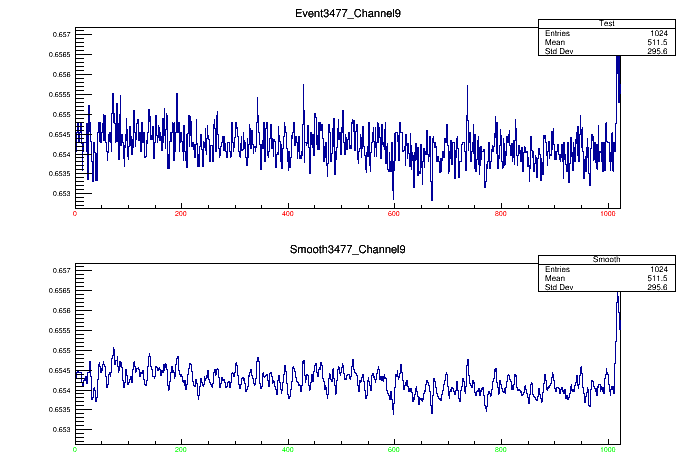 Event3477_Channel9
Test
Entries 1024
Mean 511.5
Std Dev 295.6
0.657
0.6565
0.656
0.6555
0.655
0.6545
0.654
0.6535
0.653
0 200 400 600 800 1000
Smooth3477_Channel9
Smooth
Entries 1024
Mean 511.5
Std Dev 295.6
0.657
0.6565
0.656
0.6555
0.655
0.6545
0.654
0.6535
0.653
0 200 400 600 800 1000